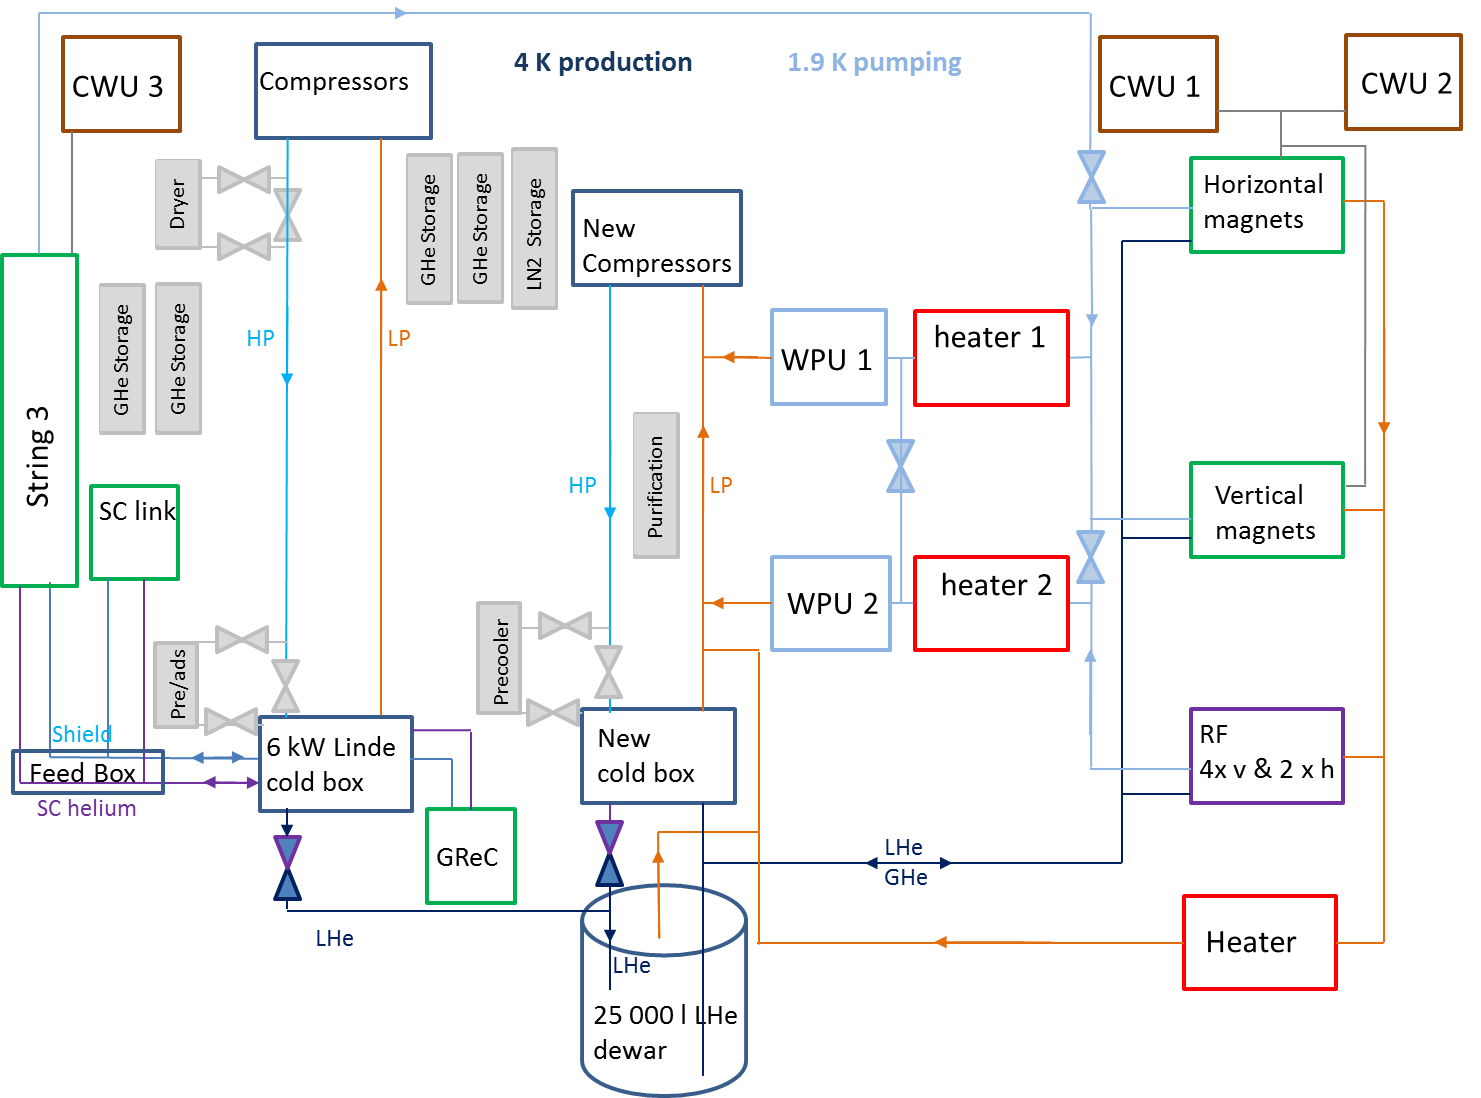 4 K production
1.9 K pumping
CWU 3
Compressors
CWU 1
CWU 2
Dryer
GHe Storage
GHe Storage
LN2 Storage
New
Compressors
Horizontal
magnets
GHe Storage
GHe Storage
HP
LP
WPU 1
heater 1
String 3
SC link
HP
Purification
LP
Vertical
magnets
WPU 2
heater 2
Pre/ads
Precooler
Shield
Feed Box
SC helium
6 kW Linde
cold box
New
cold box
RF
4x v & 2 x h
GReC
LHe
GHe
LHe
LHe
Heater
25 000 l LHe
dewar